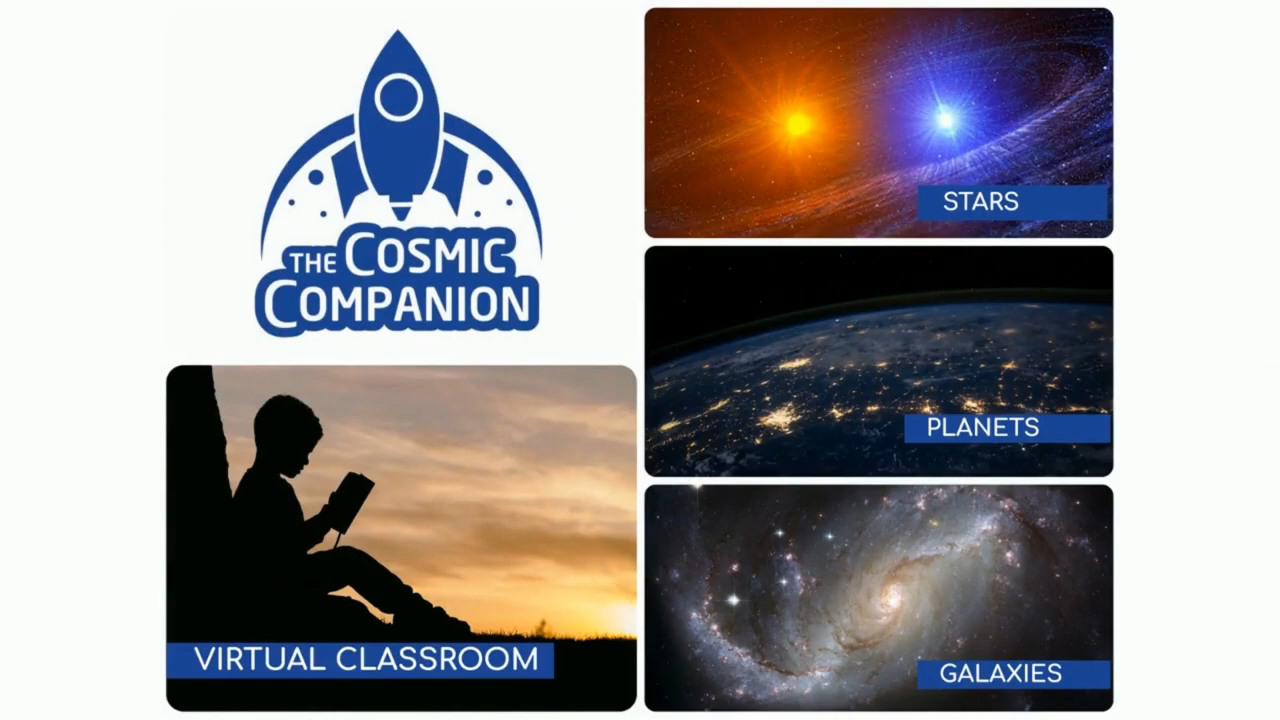 THE COSMIC
COMPANION
VIRTUAL CLASSROOM
STARS
PLANETS
GALAXIES